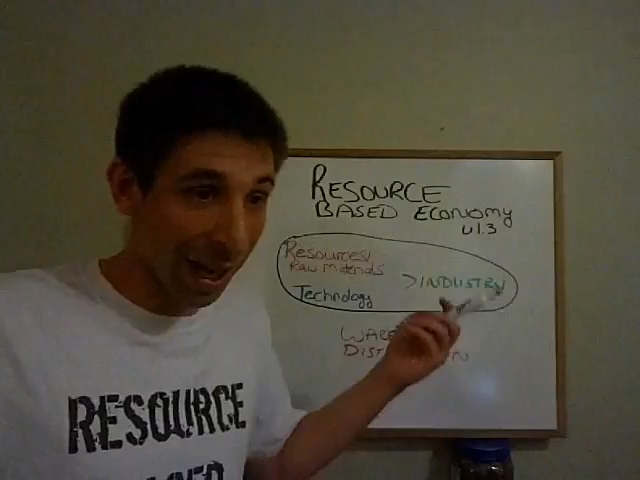 RESOURCE
BASED ECONOMY
v1.3
Resources/
Raw Materials
>INDUSTRY
Technology
RESOURCE